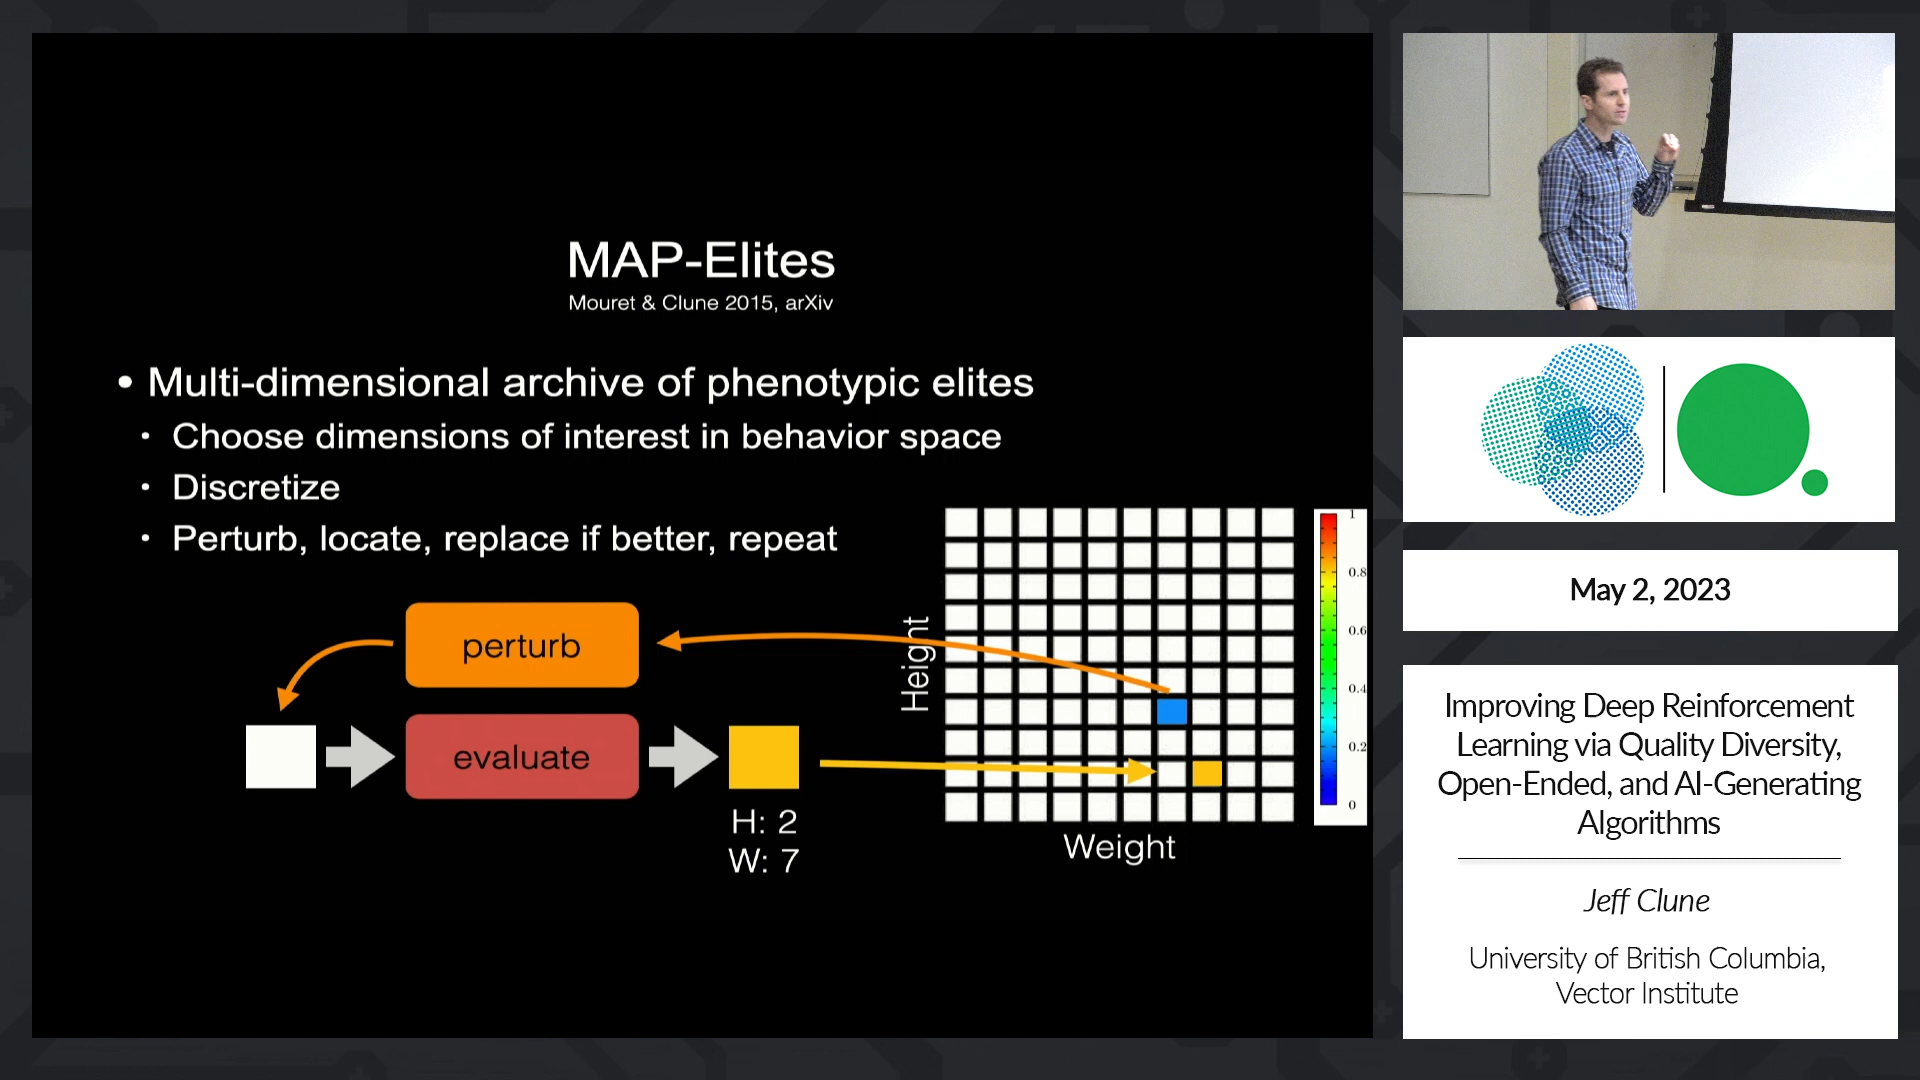 MAP-Elites
Mouret & Clune 2015, arXiv
• Multi-dimensional archive of phenotypic elites
· Choose dimensions of interest in behavior space
· Discretize
· Perturb, locate, replace if better, repeat
perturb
evaluate
H: 2
W: 7
Height
Weight
1
0.8
0.6
0.4
0.2
0
May 2, 2023
Improving Deep Reinforcement
Learning via Quality Diversity,
Open-Ended, and AI-Generating
Algorithms
Jeff Clune
University of British Columbia,
Vector Institute